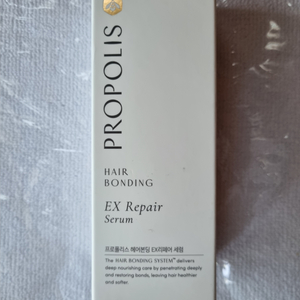 PROPOLIS
HAIR
BONDING
EX Repair
Serum
프로폴리스 헤어본딩 EX리페어 세럼
The HAIR BONDING SYSTEM™ delivers
deep nourishing care by penetrating deeply
and restoring bonds, leaving hair healthier
and softer.